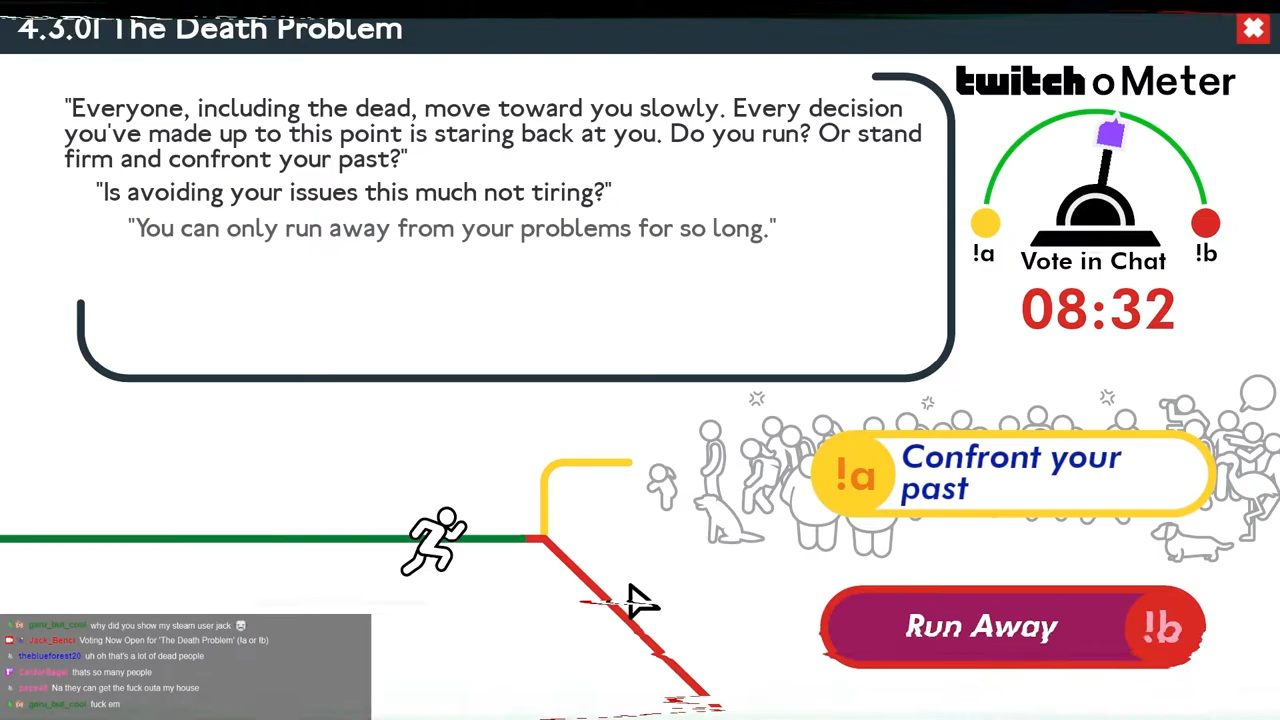 4.3.01 The Death Problem
"Everyone, including the dead, move toward you slowly. Every decision
you've made up to this point is staring back at you. Do you run? Or stand
firm and confront your past?"
"Is avoiding your issues this much not tiring?"
"You can only run away from your problems for so long."
twitch o Meter
!a
!b
Vote in Chat
08:32
!a
Confront your
past
Run Away
!b
geru_but_cool why did you show my steam user jack
Jack_Benci Voting Now Open for 'The Death Problem' (!a or !b)
theblueforest20 uh oh that's a lot of dead people
thats so many people
Na they can get the fuck outa my house
geru_but_cool fuck em